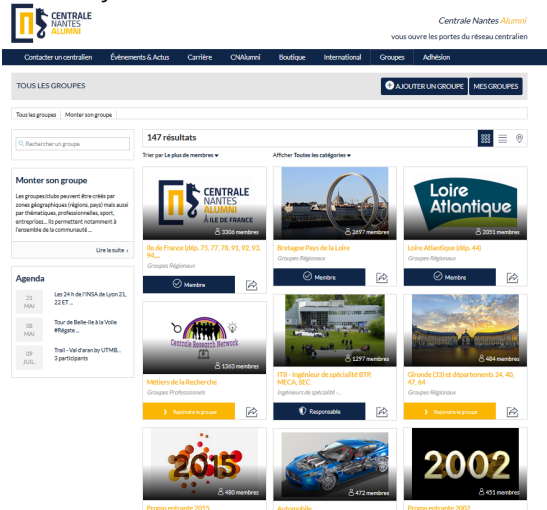 CENTRALE
NANTES
ALUMNI
Centrale Nantes Alumni
vous ouvre les portes du réseau centralien
Contacter un centralien Évènements & Actus Carrière CNAlumni Boutique International Groupes Adhésion
TOUS LES GROUPES
AJOUTER UN GROUPE MES GROUPES
Tous les groupes Monter son groupe
Rechercher un groupe
147 résultats
Trier par Le plus de membres Afficher Toutes les catégories
Monter son groupe
Les groupes/clubs peuvent être créés par
zones géographiques (régions, pays) mais aussi
par thématiques, professionnelles, sport,
entreprises... ils permettent notamment à
l'ensemble de la communauté ...
Lire la suite
Agenda
21
MAI
Les 24 h de l'INSA de Lyon 21,
22 ET ...
08
MAI
Tour de Belle-Ile à la Voile
#Régate ...
09
JUIL.
Trail - Val d'aran by UTMB...
3 participants
CENTRALE
NANTES
ALUMNI
ILE DE FRANCE
3306 membres
Ile de France (dép. 75, 77, 78, 91, 92, 93,
94,...
Groupes Régionaux
Membre
2697 membres
Bretagne Pays de la Loire
Groupes Régionaux
Membre
Loire
Atlantique
2051 membres
Loire Atlantique (dép. 44)
Groupes Régionaux
Membre
Centrale Research Network
1363 membres
Métiers de la Recherche
Groupes Professionnels
Rejoindre le groupe
1297 membres
ITII - Ingénieur de spécialité BTP,
MECA, SEC
Ingénieurs de spécialité -...
Responsable
484 membres
Gironde (33) et départements 24, 40,
47, 64
Groupes Régionaux
Rejoindre le groupe
2015
480 membres
Promo entrante 2015
472 membres
Automobile
2002
451 membres
Promo entrante 2002